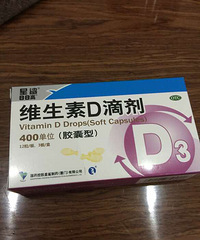 星鲨
维生素D滴剂
OTC
Vitamin D Drops(Soft Capsules)
400单位
(胶囊型)
D3